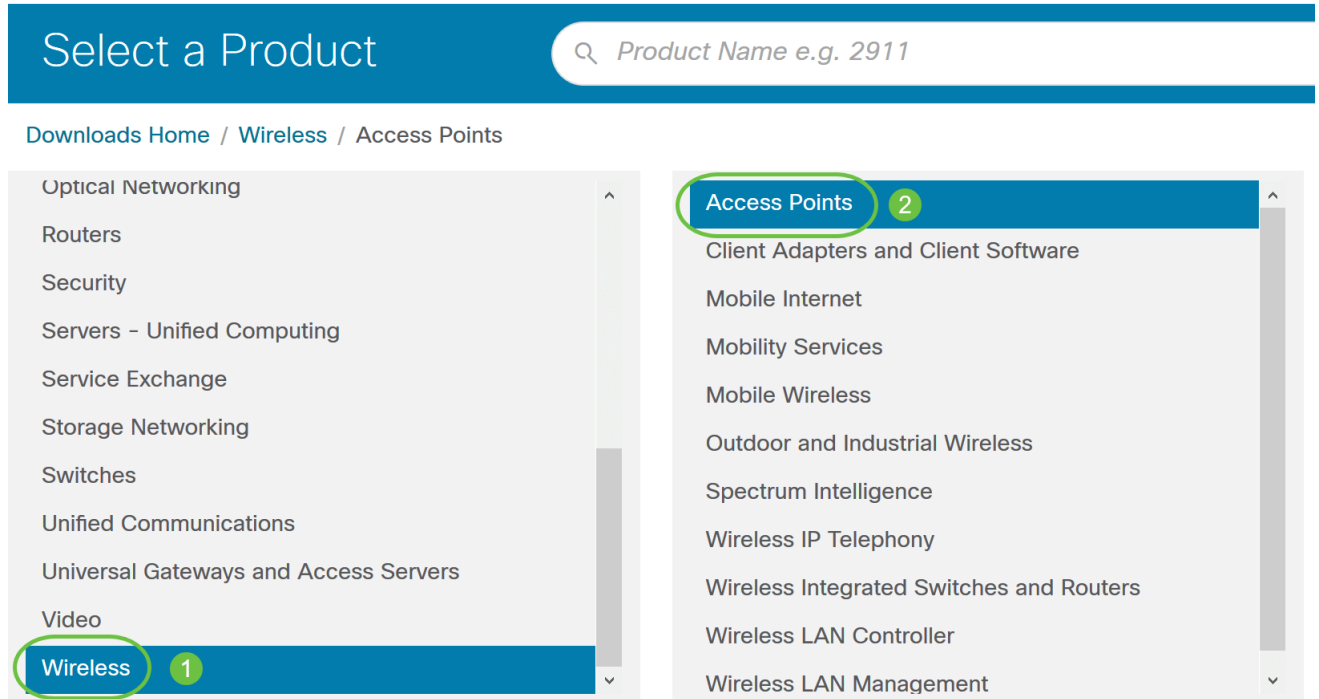 Select a Product
Product Name e.g. 2911
Downloads Home / Wireless / Access Points
Optical Networking
Routers
Security
Servers - Unified Computing
Service Exchange
Storage Networking
Switches
Unified Communications
Universal Gateways and Access Servers
Video
Wireless 1
Access Points 2
Client Adapters and Client Software
Mobile Internet
Mobility Services
Mobile Wireless
Outdoor and Industrial Wireless
Spectrum Intelligence
Wireless IP Telephony
Wireless Integrated Switches and Routers
Wireless LAN Controller
Wireless LAN Management